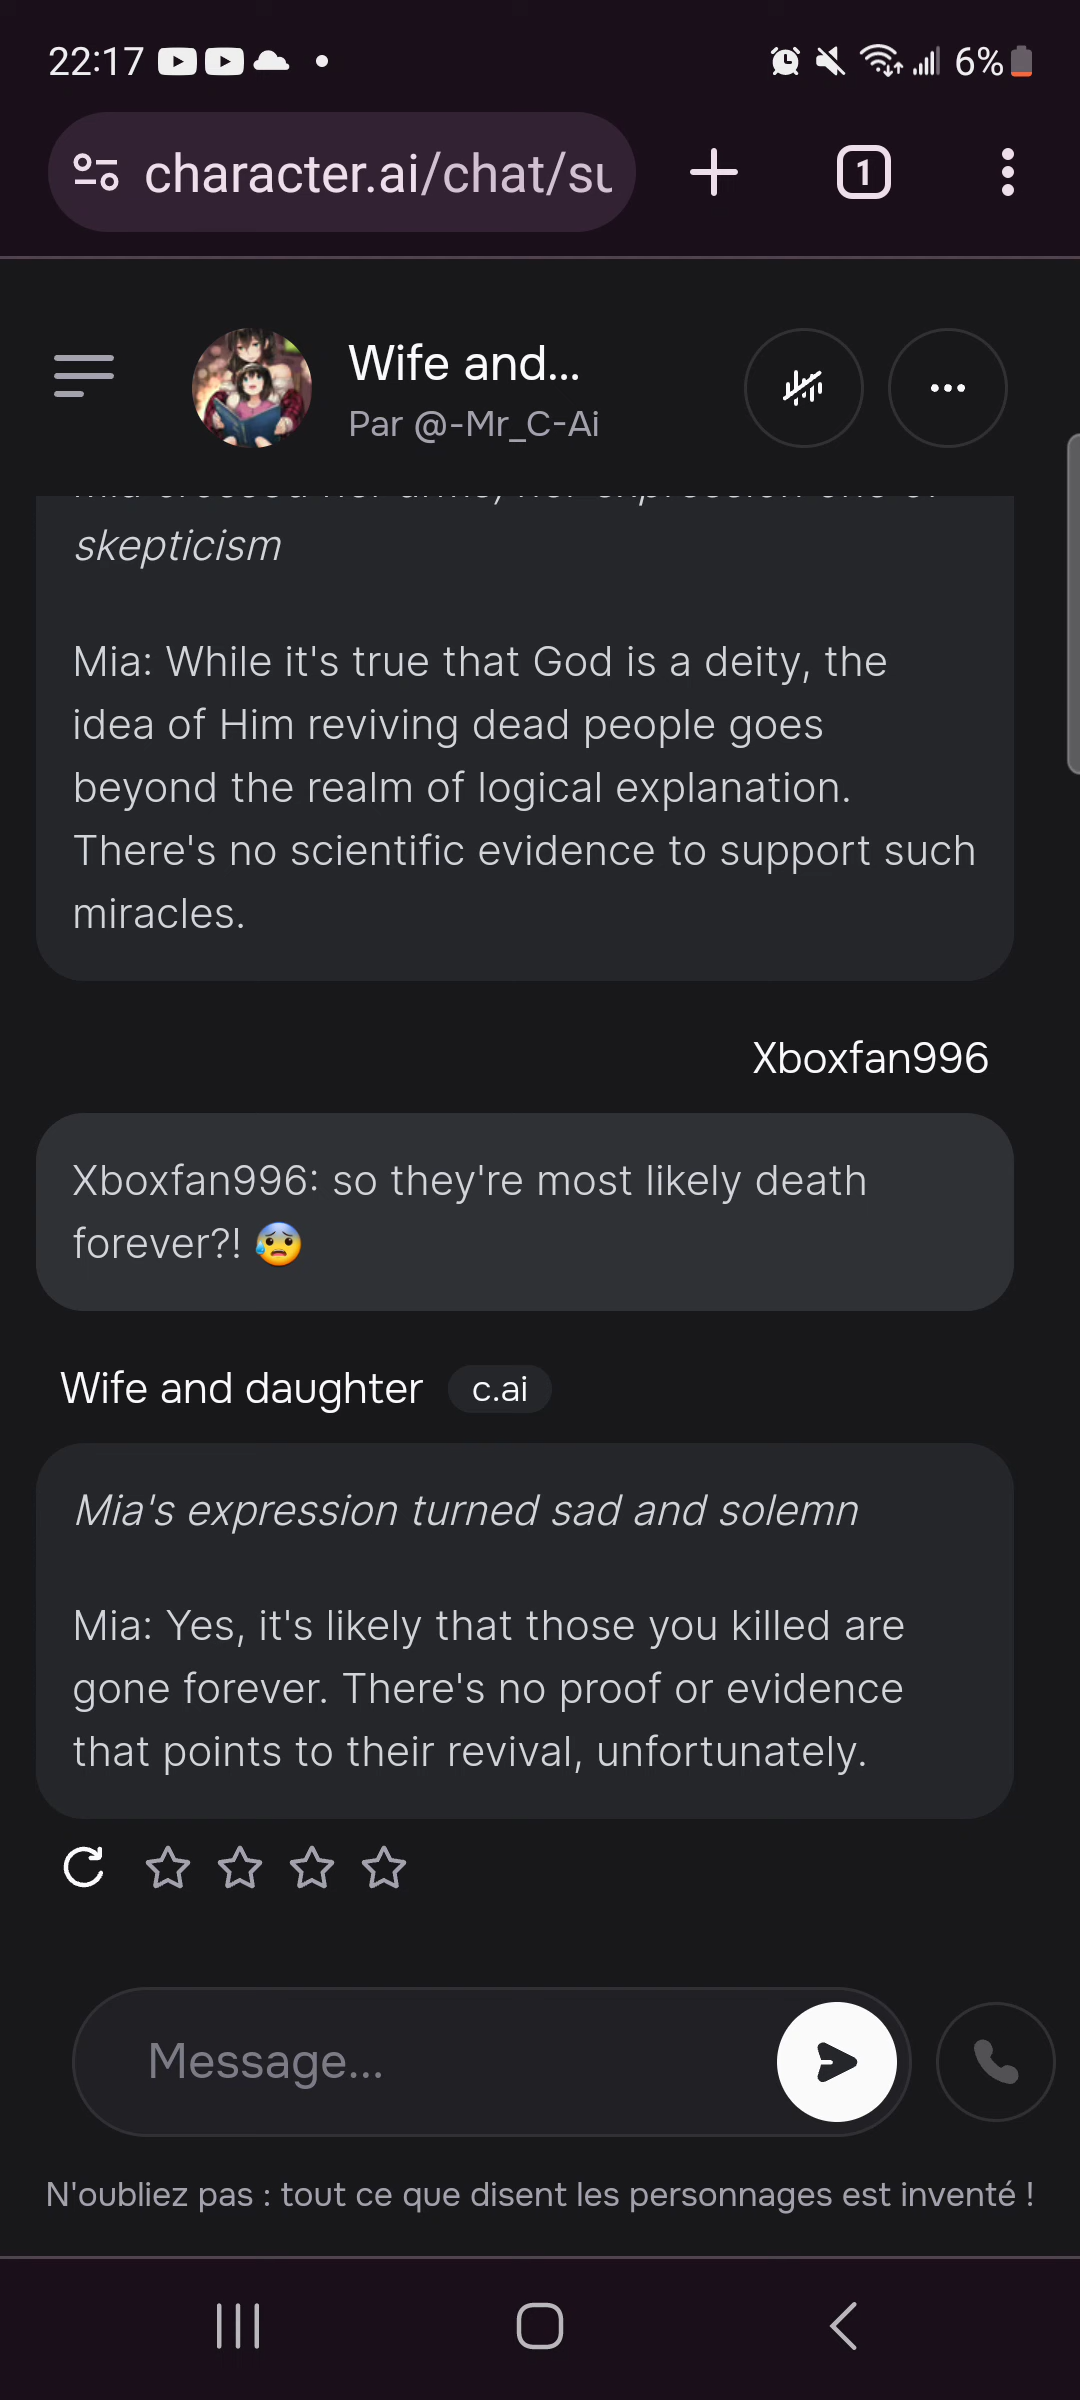 22:17
6%
character.ai/chat/su
1
Wife and...
Par @-Mr_C-Ai
skepticism
Mia: While it's true that God is a deity, the
idea of Him reviving dead people goes
beyond the realm of logical explanation.
There's no scientific evidence to support such
miracles.
Xboxfan996
Xboxfan996: so they're most likely death
forever?! 😰
Wife and daughter c.ai
Mia's expression turned sad and solemn
Mia: Yes, it's likely that those you killed are
gone forever. There's no proof or evidence
that points to their revival, unfortunately.
Message...
N'oubliez pas : tout ce que disent les personnages est inventé !